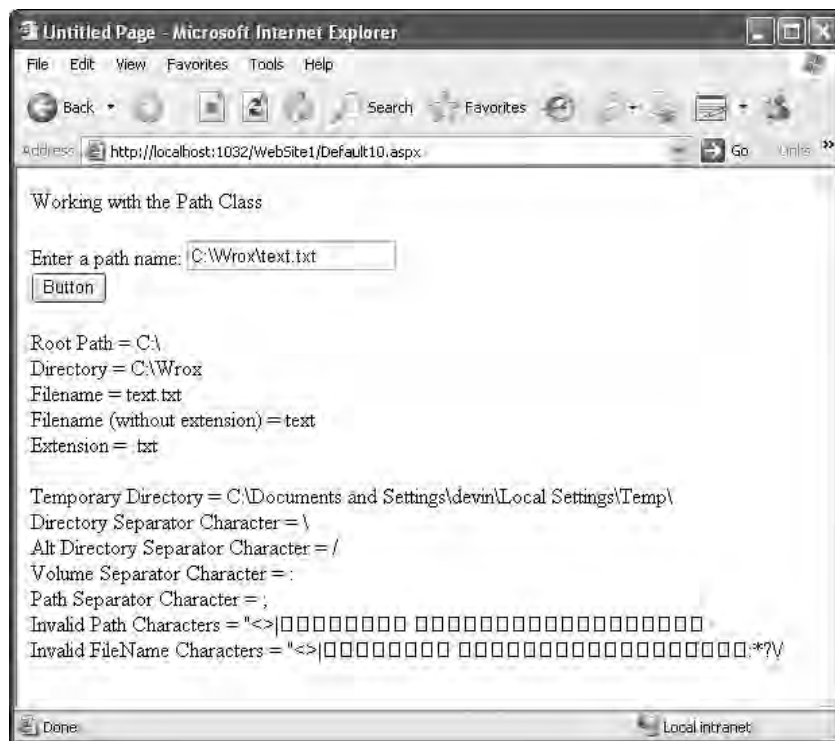 Untitled Page - Microsoft Internet Explorer
File Edit View Favorites Tools Help
Back Search Favorites
Address http://localhost:1032/WebSite1/Default10.aspx Go Links »
Working with the Path Class
Enter a path name: C:\Wrox\text.txt
Button
Root Path = C:\
Directory = C:\Wrox
Filename = text.txt
Filename (without extension) = text
Extension = .txt
Temporary Directory = C:\Documents and Settings\devin\Local Settings\Temp\
Directory Separator Character = \
Alt Directory Separator Character = /
Volume Separator Character = :
Path Separator Character = ;
Invalid Path Characters = "<>|□□□□□□□□ □□□□□□□□□□□□□□□□□□
Invalid FileName Characters = "<>|□□□□□□□□ □□□□□□□□□□□□□□□□□□:*?\/
Done Local intranet